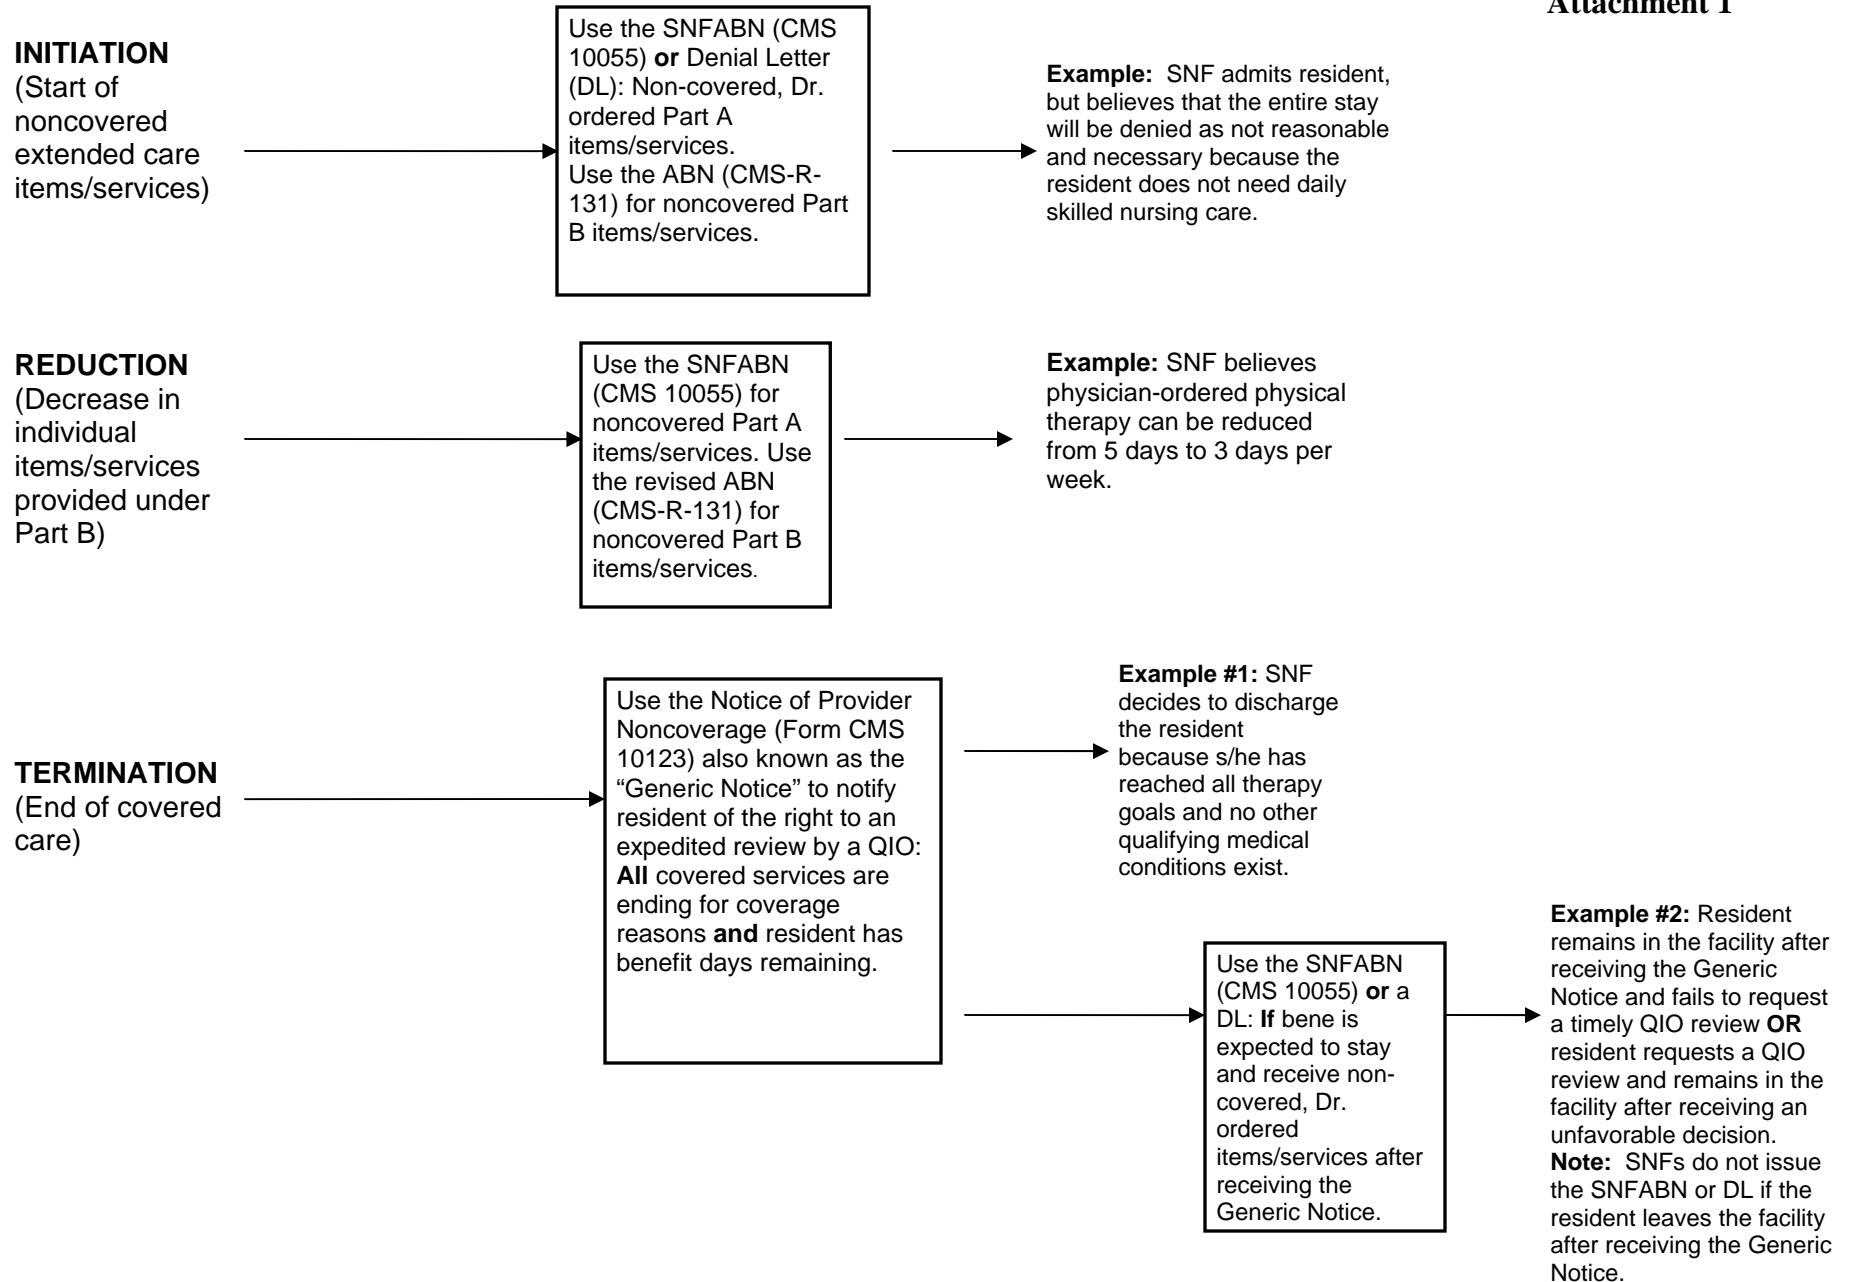 Attachment 1
INITIATION
(Start of
noncovered
extended care
items/services)
Use the SNFABN (CMS
10055) or Denial Letter
(DL): Non-covered, Dr.
ordered Part A
items/services.
Use the ABN (CMS-R-
131) for noncovered Part
B items/services.
Example:  SNF admits resident,
but believes that the entire stay
will be denied as not reasonable
and necessary because the
resident does not need daily
skilled nursing care.
REDUCTION
(Decrease in
individual
items/services
provided under
Part B)
Use the SNFABN
(CMS 10055) for
noncovered Part A
items/services. Use
the revised ABN
(CMS-R-131) for
noncovered Part B
items/services.
Example: SNF believes
physician-ordered physical
therapy can be reduced
from 5 days to 3 days per
week.
TERMINATION
(End of covered
care)
Use the Notice of Provider
Noncoverage (Form CMS
10123) also known as the
“Generic Notice” to notify
resident of the right to an
expedited review by a QIO:
All covered services are
ending for coverage
reasons and resident has
benefit days remaining.
Example #1: SNF
decides to discharge
the resident
because s/he has
reached all therapy
goals and no other
qualifying medical
conditions exist.
Use the SNFABN
(CMS 10055) or a
DL: If bene is
expected to stay
and receive non-
covered, Dr.
ordered
items/services after
receiving the
Generic Notice.
Example #2: Resident
remains in the facility after
receiving the Generic
Notice and fails to request
a timely QIO review OR
resident requests a QIO
review and remains in the
facility after receiving an
unfavorable decision.
Note:  SNFs do not issue
the SNFABN or DL if the
resident leaves the facility
after receiving the Generic
Notice.